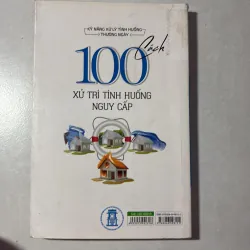 KỸ NĂNG XỬ LÝ TÌNH HUỐNG
THƯỜNG NGÀY
100 Cách
XỬ TRÍ TÌNH HUỐNG
NGUY CẤP